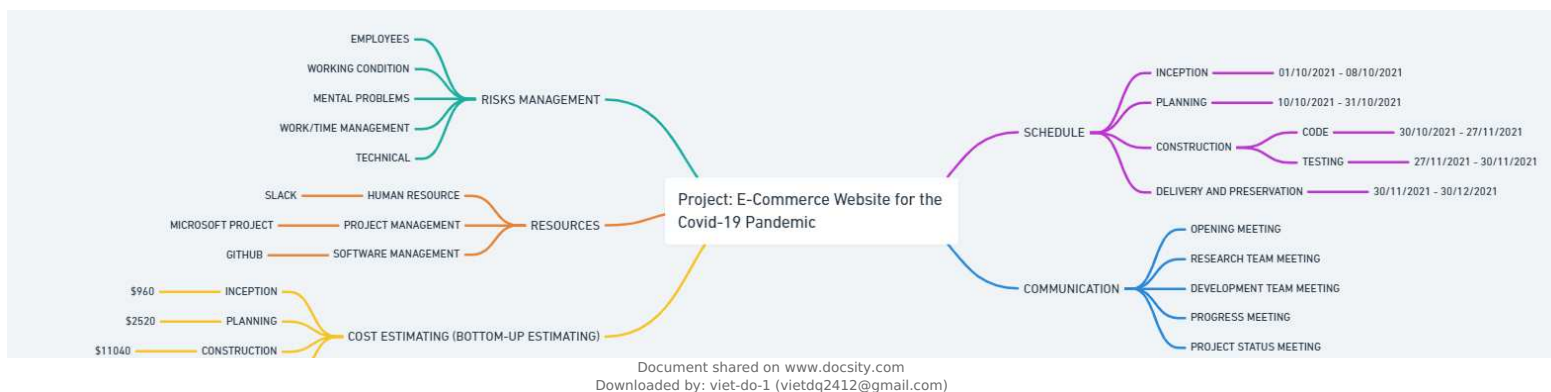 EMPLOYEES
WORKING CONDITION
MENTAL PROBLEMS
WORK/TIME MANAGEMENT
TECHNICAL
RISKS MANAGEMENT
SLACK
HUMAN RESOURCE
MICROSOFT PROJECT
PROJECT MANAGEMENT
GITHUB
SOFTWARE MANAGEMENT
RESOURCES
$960
INCEPTION
$2520
PLANNING
$11040
CONSTRUCTION
COST ESTIMATING (BOTTOM-UP ESTIMATING)
Project: E-Commerce Website for the
Covid-19 Pandemic
SCHEDULE
INCEPTION
01/10/2021 - 08/10/2021
PLANNING
10/10/2021 - 31/10/2021
CONSTRUCTION
CODE
30/10/2021 - 27/11/2021
TESTING
27/11/2021 - 30/11/2021
DELIVERY AND PRESERVATION
30/11/2021 - 30/12/2021
COMMUNICATION
OPENING MEETING
RESEARCH TEAM MEETING
DEVELOPMENT TEAM MEETING
PROGRESS MEETING
PROJECT STATUS MEETING
Document shared on www.docsity.com
Downloaded by: viet-do-1 (vietdq2412@gmail.com)